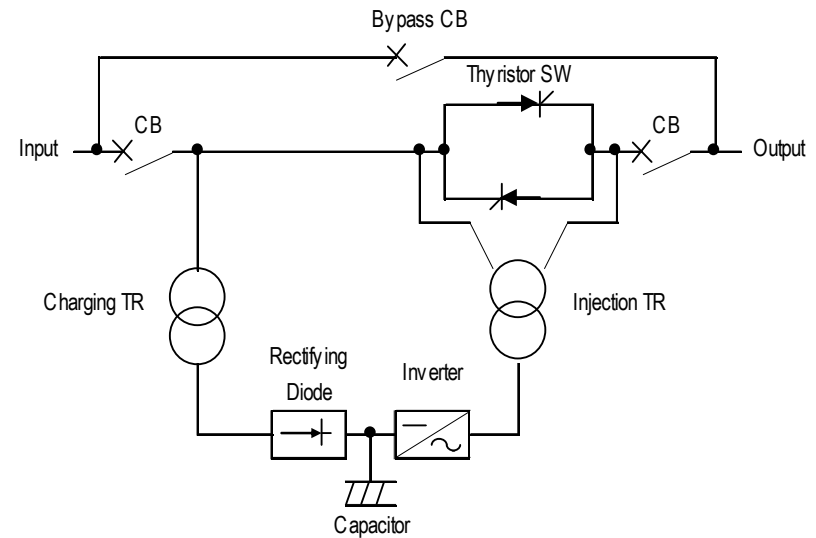 Bypass CB
Thyristor SW
CB
CB
Input
Output
Charging TR
Injection TR
Rectifying
Diode
Inverter
Capacitor